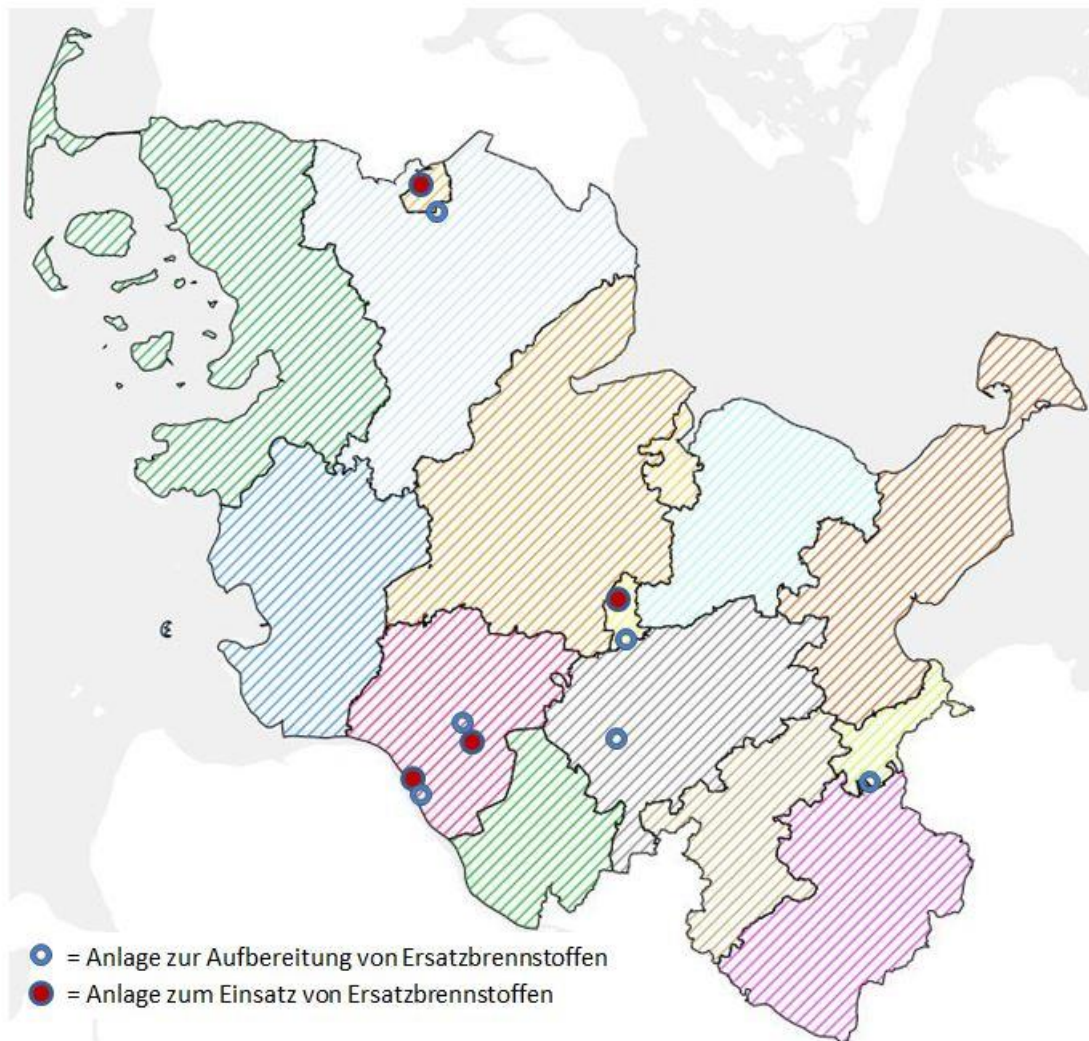 = Anlage zur Aufbereitung von Ersatzbrennstoffen
= Anlage zum Einsatz von Ersatzbrennstoffen